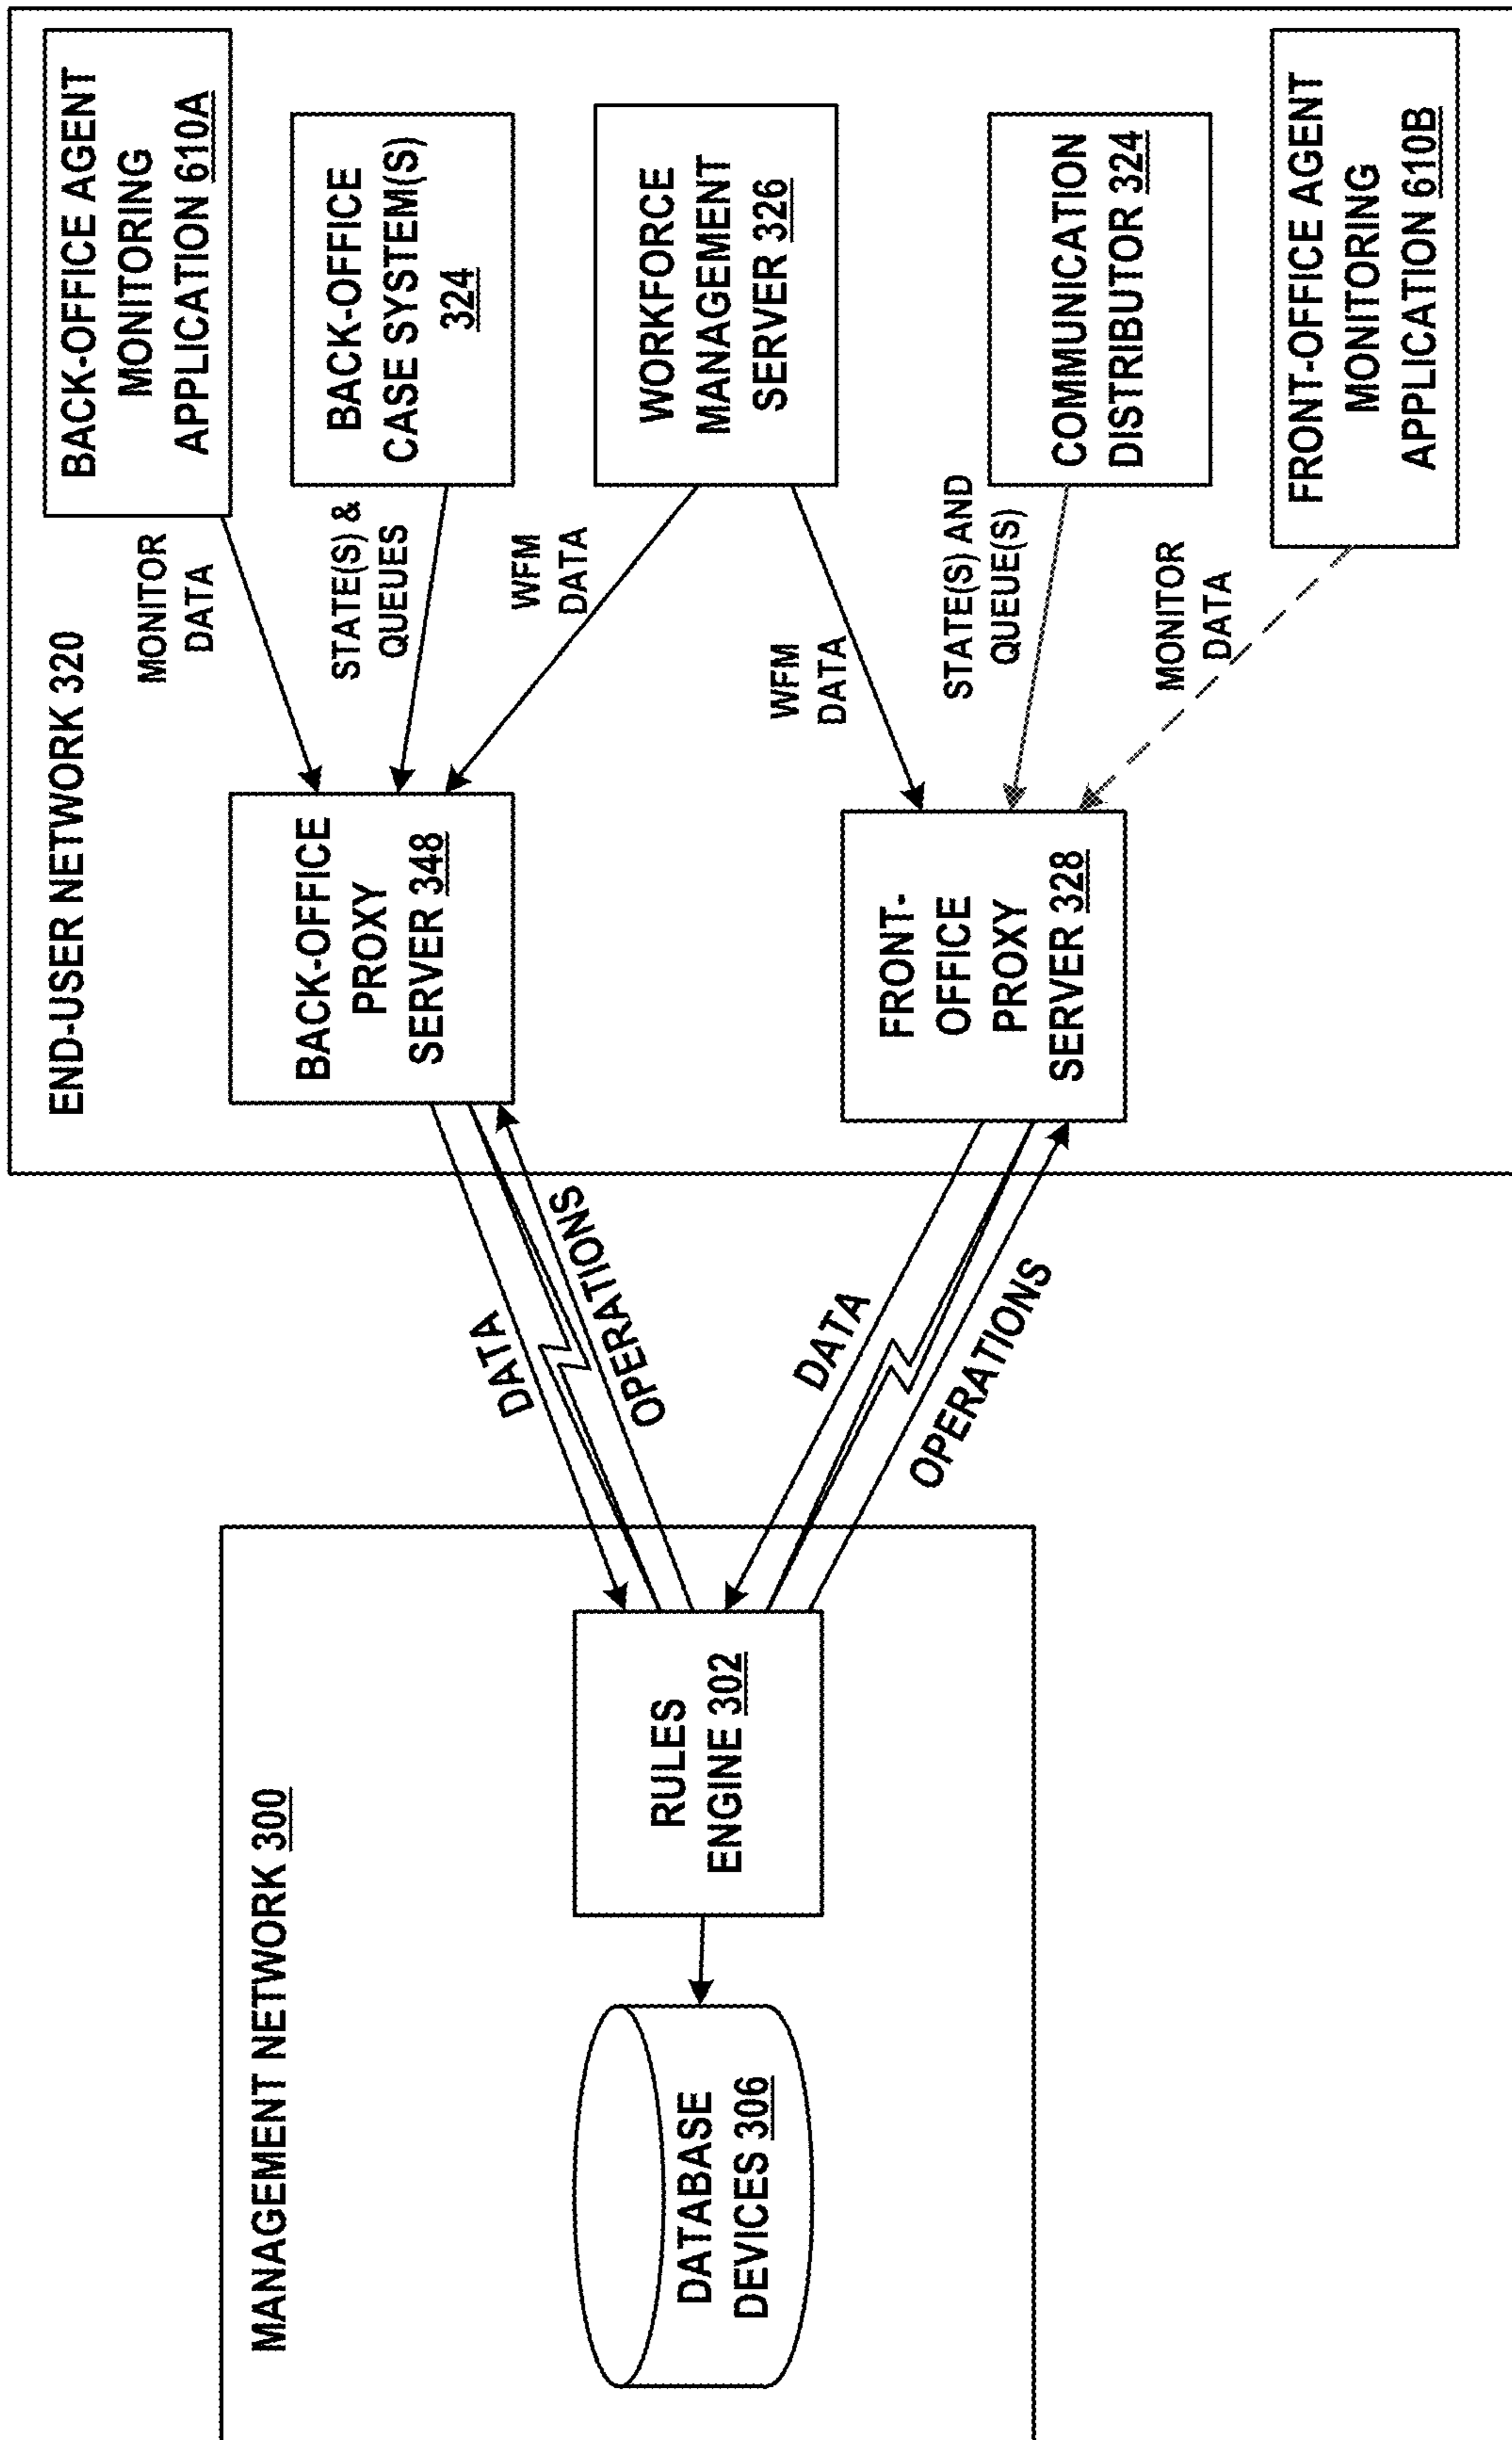 MANAGEMENT NETWORK 300
DATABASE
DEVICES 306
RULES
ENGINE 302
DATA
OPERATIONS
DATA
OPERATIONS
END-USER NETWORK 320
BACK-OFFICE
PROXY
SERVER 348
FRONT-
OFFICE
PROXY
SERVER 328
MONITOR
DATA
STATE(S) &
QUEUES
WFM
DATA
WFM
DATA
STATE(S) AND
QUEUE(S)
MONITOR
DATA
BACK-OFFICE AGENT
MONITORING
APPLICATION 610A
BACK-OFFICE
CASE SYSTEM(S)
324
WORKFORCE
MANAGEMENT
SERVER 326
COMMUNICATION
DISTRIBUTOR 324
FRONT-OFFICE AGENT
MONITORING
APPLICATION 610B